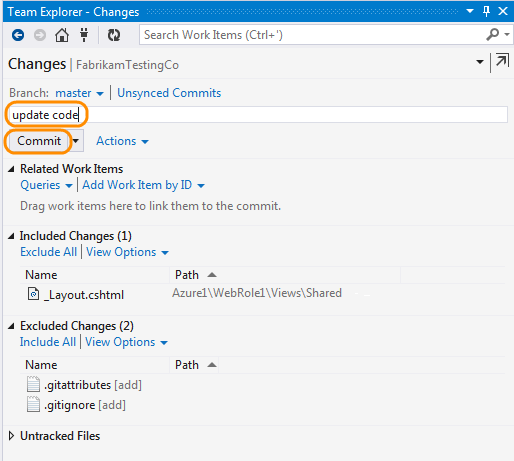 Team Explorer - Changes
Search Work Items (Ctrl+')
Changes | FabrikamTestingCo
Branch: master Unsynced Commits
update code
Commit Actions
Related Work Items
Queries Add Work Item by ID
Drag work items here to link them to the commit.
Included Changes (1)
Exclude All | View Options
Name Path
_Layout.cshtml Azure1\WebRole1\Views\Shared
Excluded Changes (2)
Include All | View Options
Name Path
.gitattributes [add]
.gitignore [add]
Untracked Files